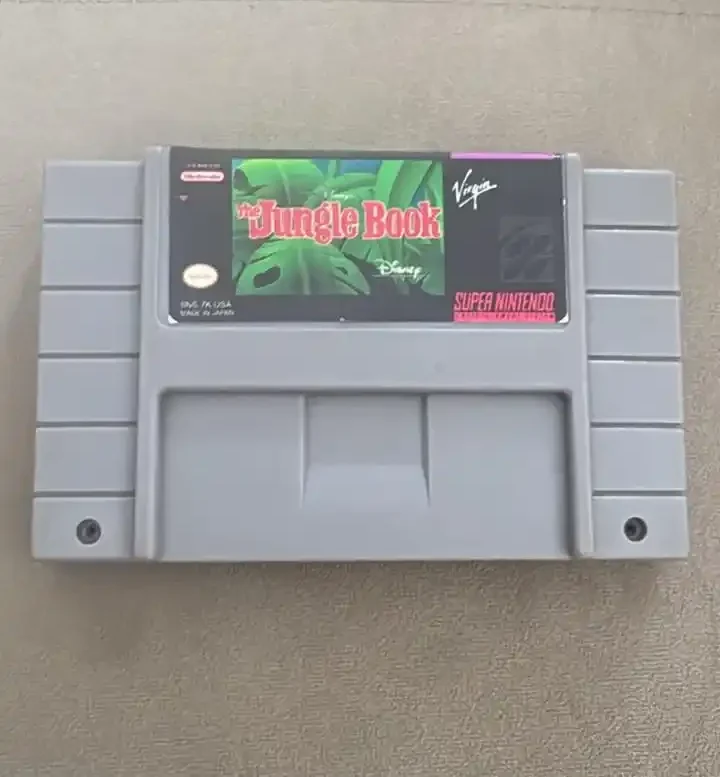 Nintendo
Disney's
The Jungle Book
Disney
Virgin
SNS-7K-USA
MADE IN JAPAN
SUPER NINTENDO